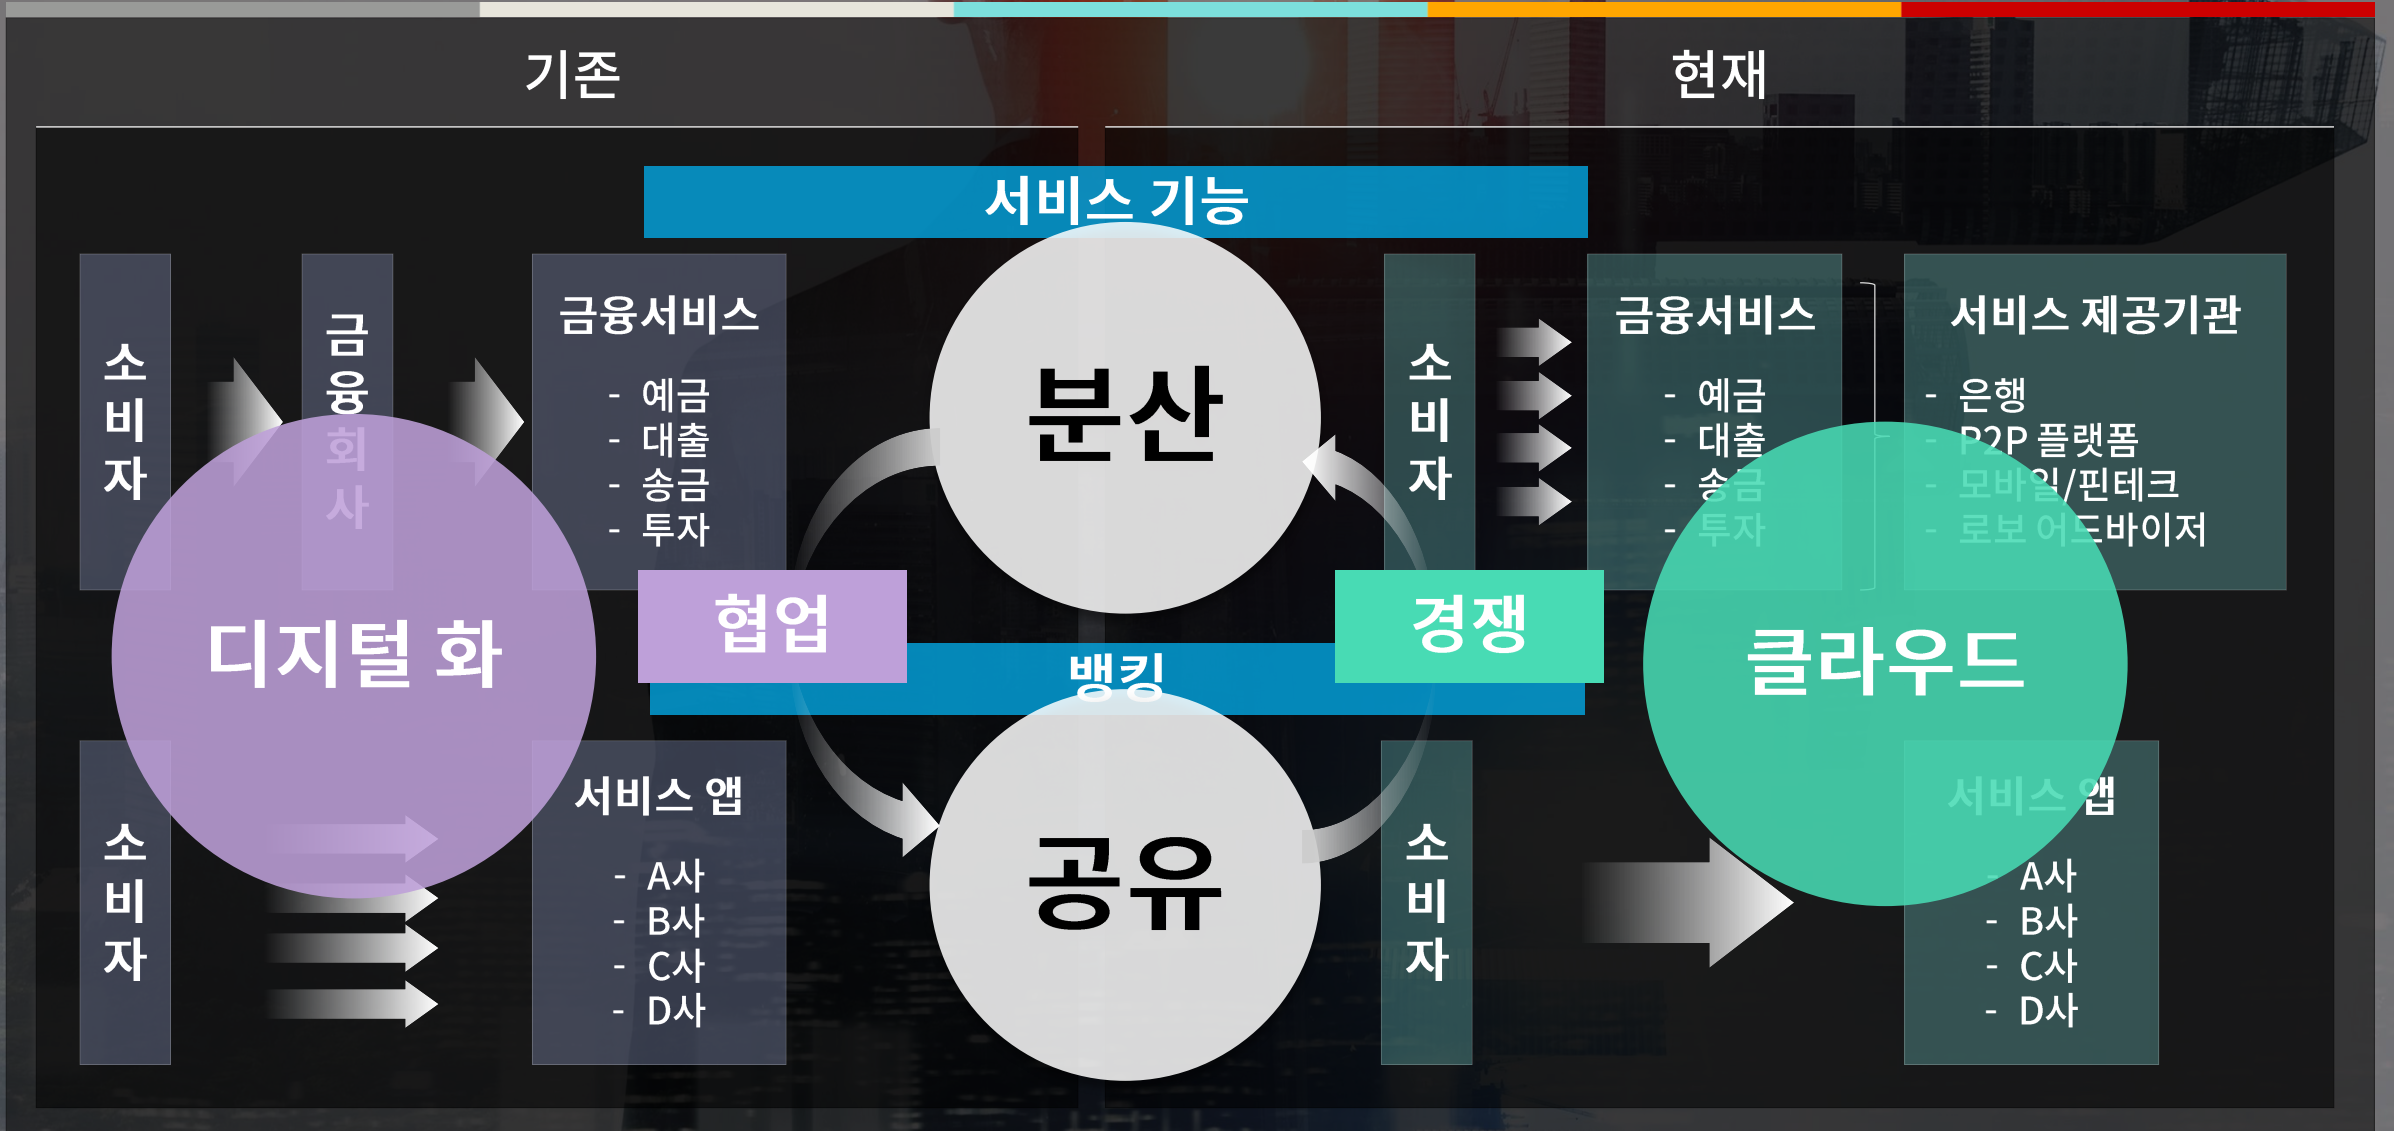 기존
현재
서비스 기능
소비자
금융회사
금융서비스
- 예금
- 대출
- 송금
- 투자
분산
소비자
금융서비스
- 예금
- 대출
- 송금
- 투자
서비스 제공기관
- 은행
- P2P 플랫폼
- 모바일/핀테크
- 로보 어드바이저
디지털 화
협업
뱅킹
경쟁
클라우드
소비자
서비스 앱
- A사
- B사
- C사
- D사
공유
소비자
서비스 앱
- A사
- B사
- C사
- D사